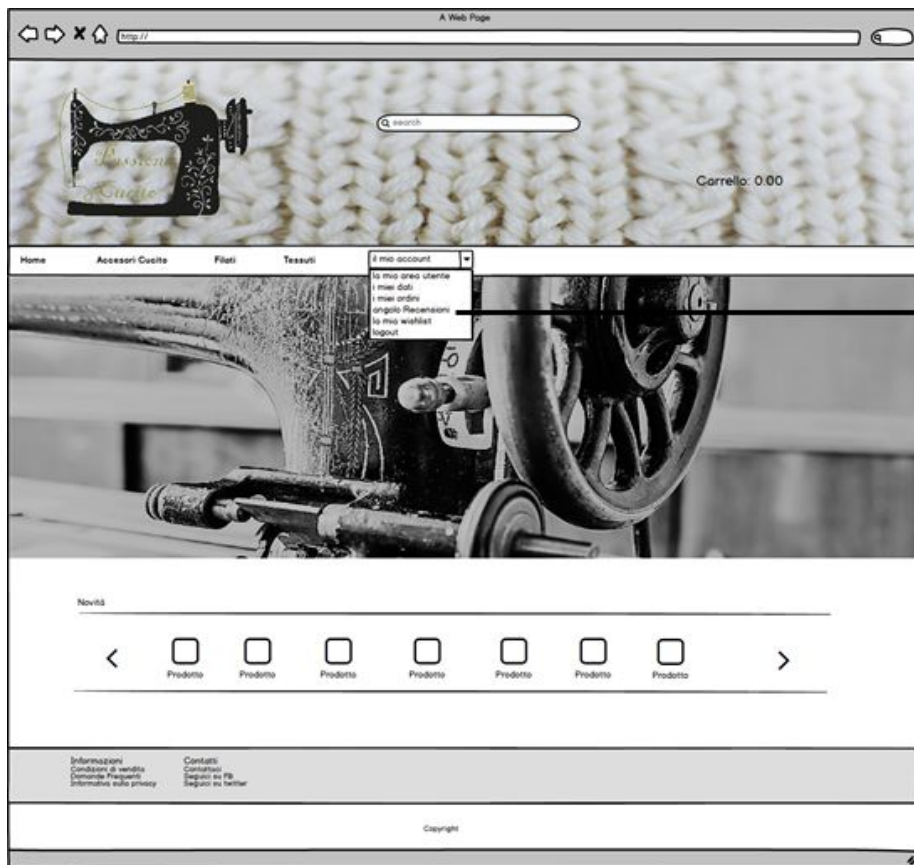 A Web Page
http://
search
Passione
Cucito
Carrello: 0.00
Home
Accesori Cucito
Filati
Tessuti
il mio account
la mia area utente
i miei dati
i miei ordini
angolo Recensioni
la mia wishlist
logout
Novità
Prodotto Prodotto Prodotto Prodotto Prodotto Prodotto Prodotto
Informazioni
Condizioni di vendita
Domande Frequenti
Informativa sulla privacy
Contatti
Contattaci
Seguici su FB
Seguici su twitter
Copyright